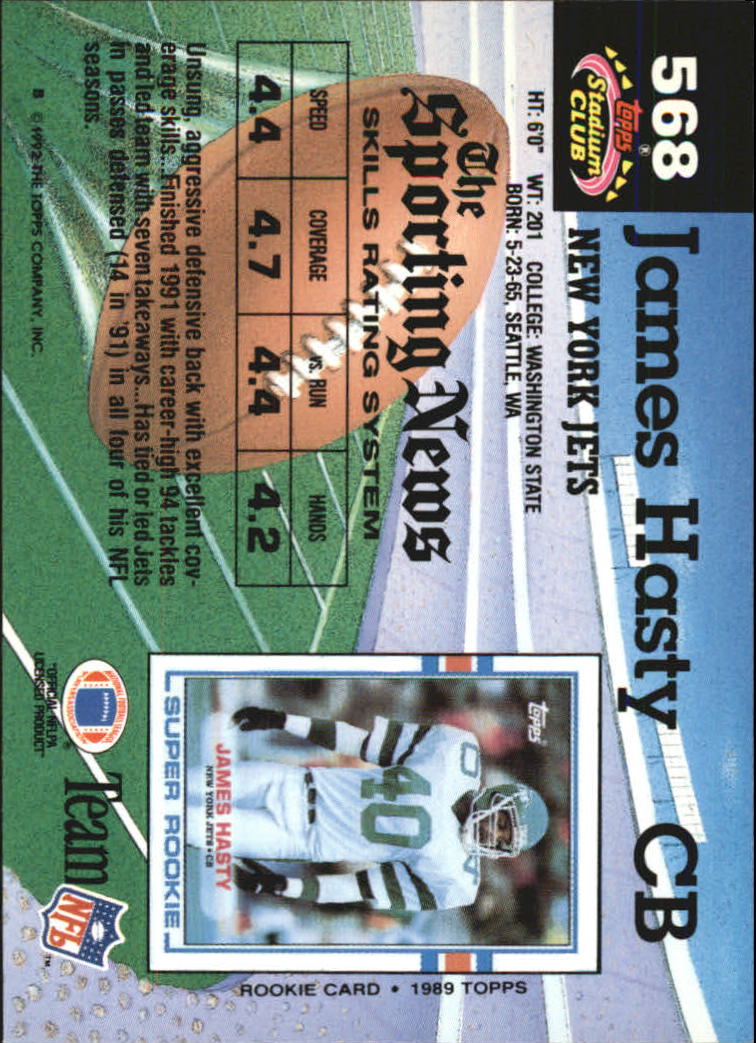 568
James Hasty CB
topps®
Stadium
CLUB
NEW YORK JETS
HT: 6'0" WT: 201 COLLEGE: WASHINGTON STATE
BORN: 5-23-65, SEATTLE, WA
The
Sporting News
SKILLS RATING SYSTEM
SPEED COVERAGE vs. RUN HANDS
4.4 4.7 4.4 4.2
Unsung, aggressive defensive back with excellent cov-
erage skills...Finished 1991 with career-high 94 tackles
and led team with seven takeaways...Has tied or led Jets
in passes defensed (14 in '91) in all four of his NFL
seasons.
B © 1992 THE TOPPS COMPANY, INC.
topps
40
JAMES HASTY
NEW YORK JETS • CB
SUPER ROOKIE
ROOKIE CARD • 1989 TOPPS
"OFFICIAL NFLPA
LICENSED PRODUCT"
®
Team
NFL
™